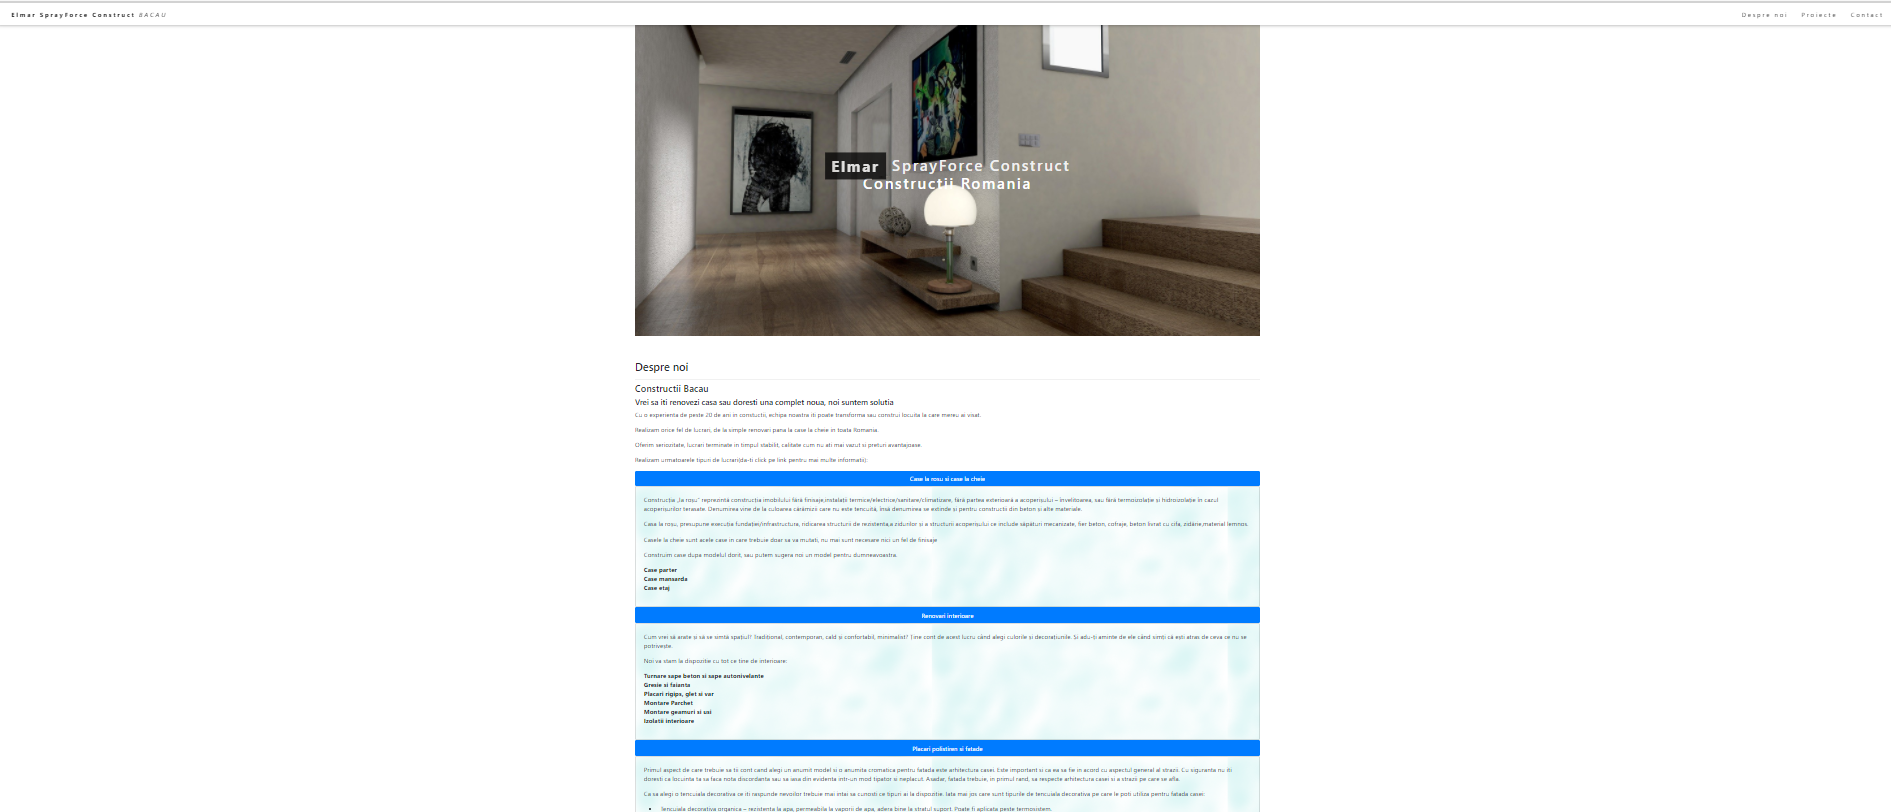 Elmar SprayForce Construct BACAU
Despre noi Proiecte Contact
Elmar SprayForce Construct
Constructii Romania
Despre noi
Constructii Bacau
Vrei sa iti renovezi casa sau doresti una complet noua, noi suntem solutia
Cu o experienta de peste 20 de ani in constuctii, echipa noastra iti poate transforma sau construi locuita la care mereu ai visat.
Realizam orice fel de lucrari, de la simple renovari pana la case la cheie in toata Romania.
Oferim seriozitate, lucrari terminate in timpul stabilit, calitate cum nu ati mai vazut si preturi avantajoase.
Realizam urmatoarele tipuri de lucrari(da-ti click pe link pentru mai multe informatii):
Case la rosu si case la cheie
Construcția „la roșu” reprezintă construcția imobilului fără finisaje,instalații termice/electrice/sanitare/climatizare, fără partea exterioară a acoperișului – învelitoarea, sau fără termoizolație și hidroizolație în cazul
acoperișurilor terasate. Denumirea vine de la culoarea cărămizii care nu este tencuită, însă denumirea se extinde și pentru constructii din beton și alte materiale.
Casa la roșu, presupune execuția fundației/infrastructura, ridicarea structurii de rezistenta,a zidurilor și a structurii acoperișului ce include săpături mecanizate, fier beton, cofraje, beton livrat cu cifa, zidărie,material lemnos.
Casele la cheie sunt acele case in care trebuie doar sa va mutati, nu mai sunt necesare nici un fel de finisaje
Construim case dupa modelul dorit, sau putem sugera noi un model pentru dumneavoastra.
Case parter
Case mansarda
Case etaj
Renovari interioare
Cum vrei să arate și să se simtă spațiul? Traditional, contemporan, cald și confortabil, minimalist? Ține cont de acest lucru când alegi culorile și decorațiunile. Și adu-ți aminte de ele când simți că ești atras de ceva ce nu se
potrivește.
Noi va stam la dispozitie cu tot ce tine de interioare:
Turnare sape beton si sape autonivelante
Gresie si faianta
Placari rigips, glet si var
Montare Parchet
Montare geamuri si usi
Izolatii interioare
Placari polistiren si fatade
Primul aspect de care trebuie sa tii cont cand alegi un anumit model si o anumita cromatica pentru fatada este arhitectura casei. Este important si ca ea sa fie in acord cu aspectul general al strazii. Cu siguranta nu iti
doresti ca locuinta ta sa faca nota discordanta sau sa iasa din evidenta intr-un mod tipator si neplacut. Asadar, fatada trebuie, in primul rand, sa respecte arhitectura casei si a strazii pe care se afla.
Ca sa alegi o tencuiala decorativa ce iti raspunde nevoilor trebuie mai intai sa cunosti ce tipuri ai la dispozitie. Iata mai jos care sunt tipurile de tencuiala decorativa pe care le poti utiliza pentru fatada casei:
• Tencuiala decorativa organica – rezistenta la apa, permeabila la vaporii de apa, adera bine la stratul suport. Poate fi aplicata peste termosistem.